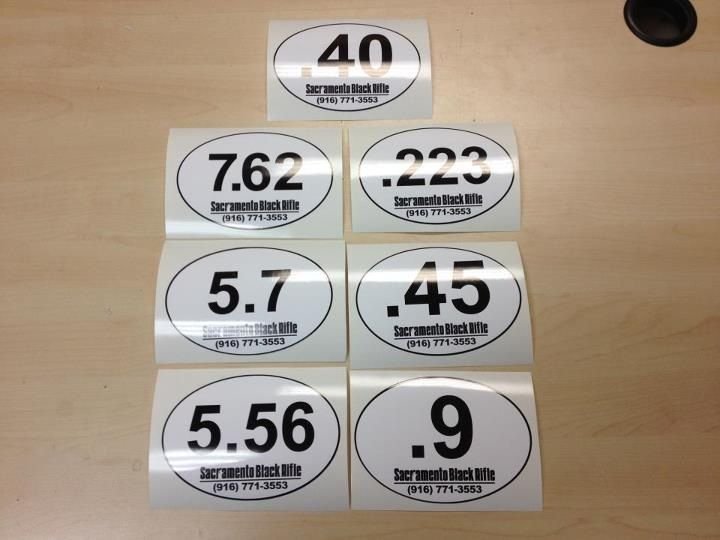 .40
Sacramento Black Rifle
(916) 771-3553
7.62
Sacramento Black Rifle
(916) 771-3553
.223
Sacramento Black Rifle
(916) 771-3553
5.7
Sacramento Black Rifle
(916) 771-3553
.45
Sacramento Black Rifle
(916) 771-3553
5.56
Sacramento Black Rifle
(916) 771-3553
.9
Sacramento Black Rifle
(916) 771-3553